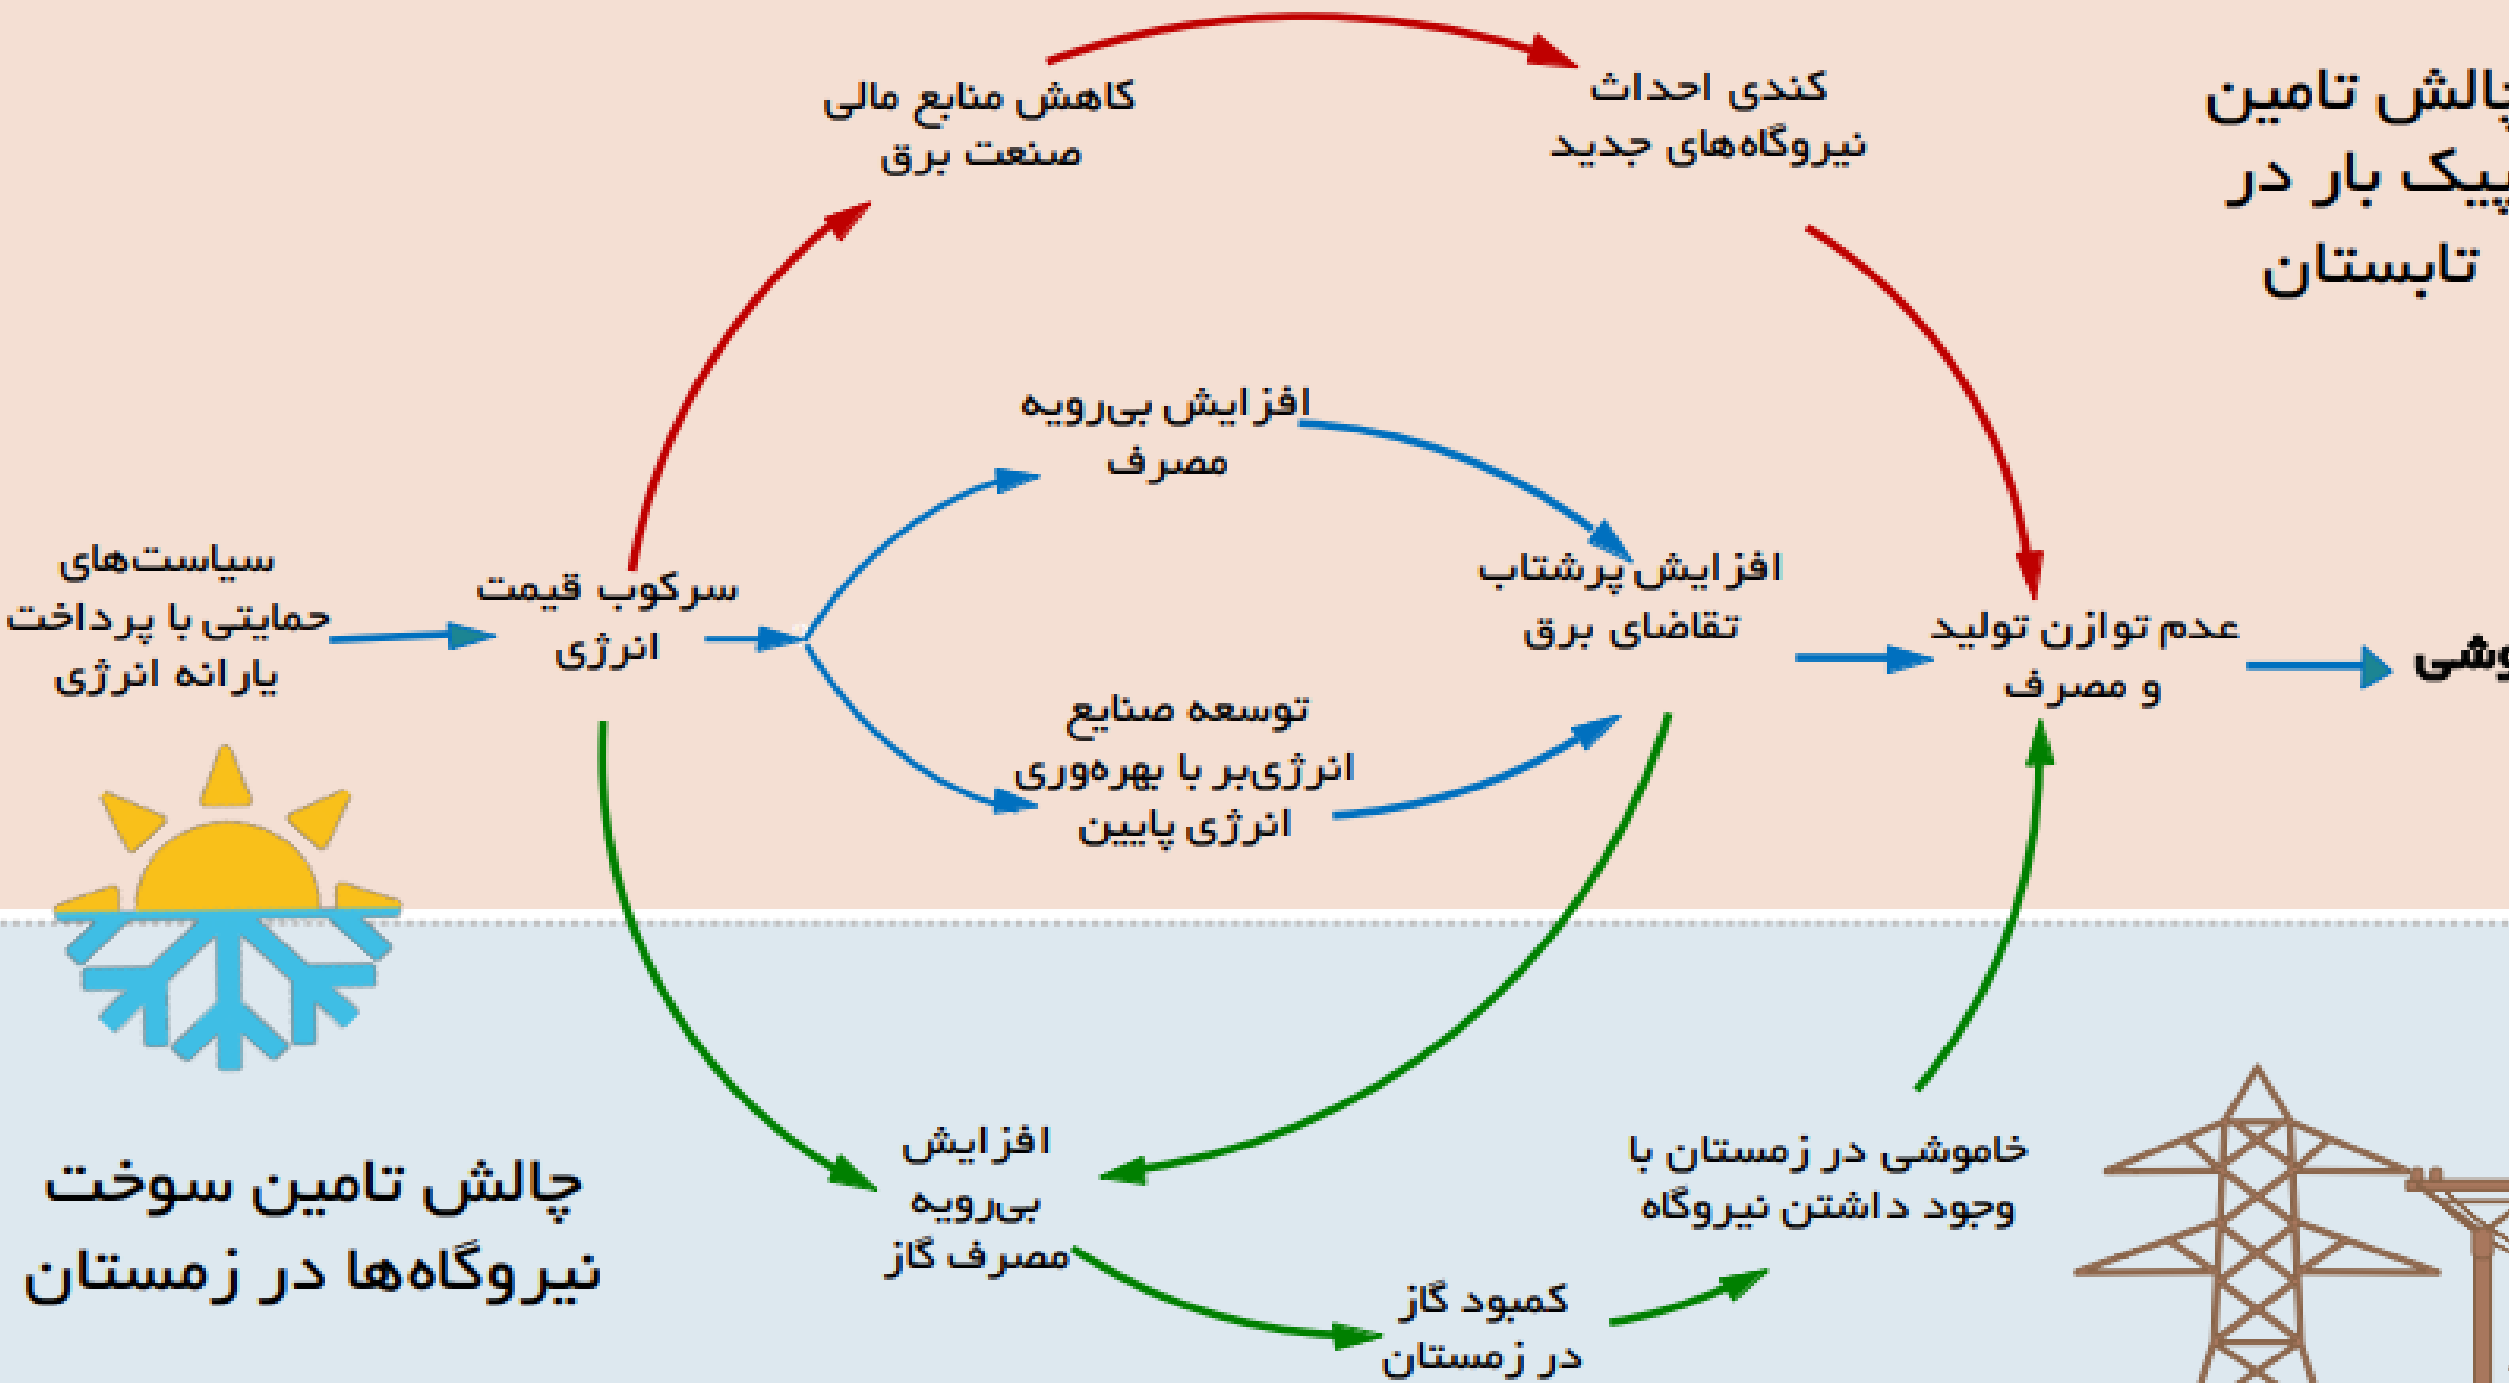 کاهش منابع مالی
صنعت برق
کندی احداث
نیروگاه‌های جدید
تامین
بار در
تابستان
افزایش بی‌رویه
مصرف
سیاست‌های
حمایتی با پرداخت
یارانه انرژی
سرکوب قیمت
انرژی
افزایش پرشتاب
تقاضای برق
توسعه صنایع
انرژی‌بر با بهره‌وری
انرژی پایین
عدم توازن تولید
و مصرف
چالش تامین سوخت
نیروگاه‌ها در زمستان
افزایش
بی‌رویه
مصرف گاز
کمبود گاز
در زمستان
خاموشی در زمستان با
وجود داشتن نیروگاه